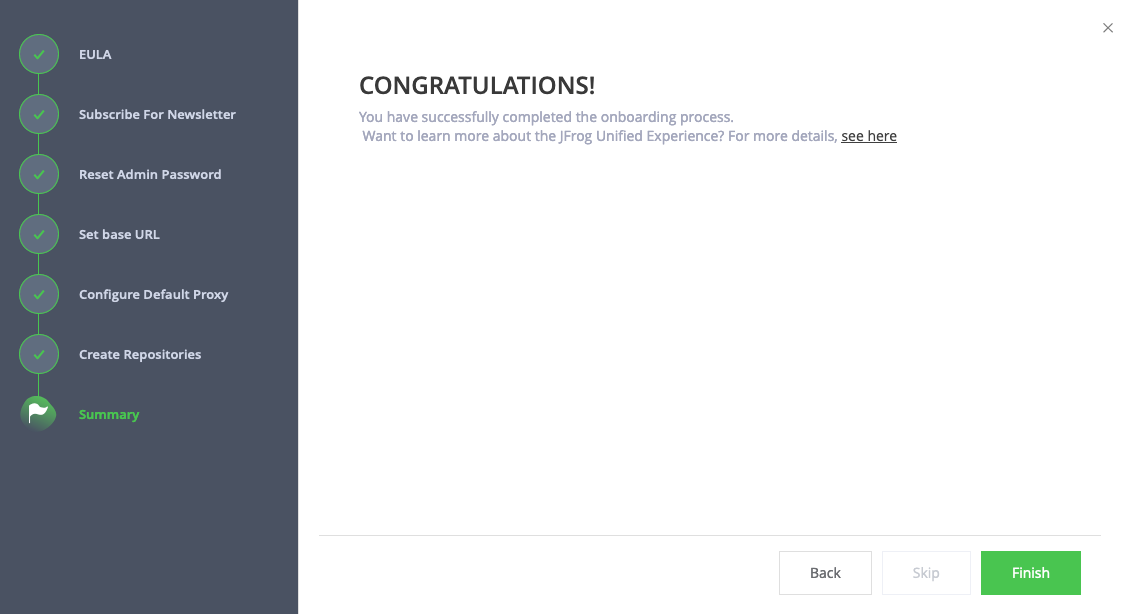 EULA
Subscribe For Newsletter
Reset Admin Password
Set base URL
Configure Default Proxy
Create Repositories
Summary
CONGRATULATIONS!
You have successfully completed the onboarding process.
Want to learn more about the JFrog Unified Experience? For more details, see here
Back
Skip
Finish